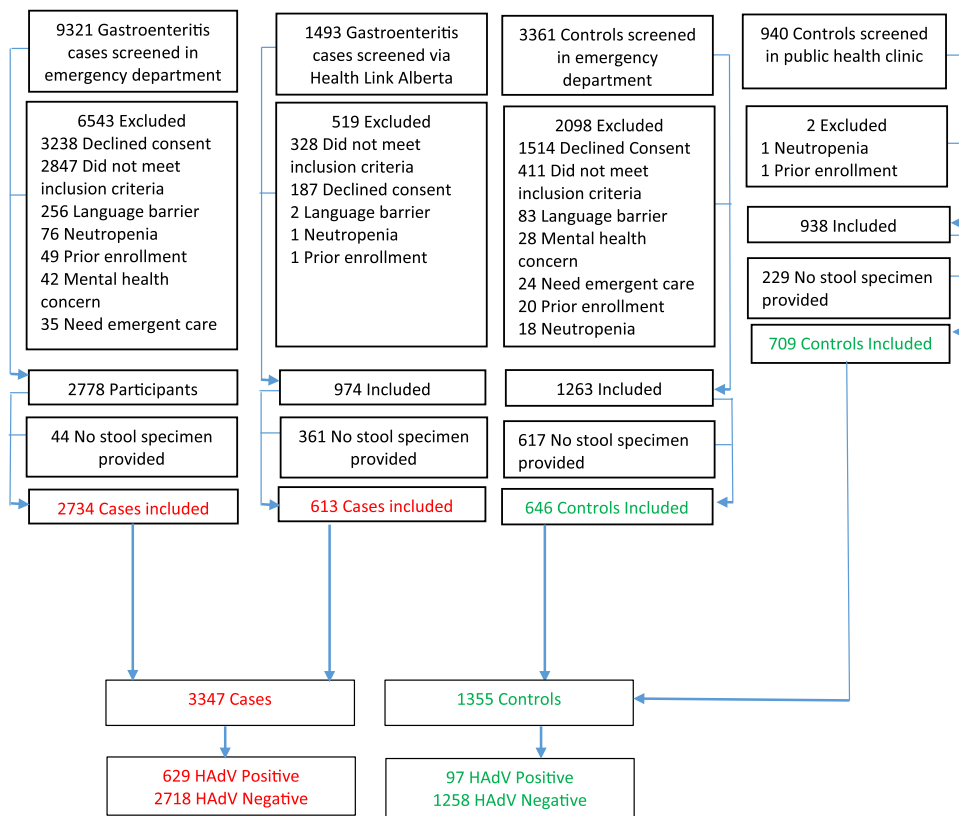 9321 Gastroenteritis
cases screened in
emergency department
1493 Gastroenteritis
cases screened via
Health Link Alberta
3361 Controls screened
in emergency
department
940 Controls screened
in public health clinic
6543 Excluded
3238 Declined consent
2847 Did not meet
inclusion criteria
256 Language barrier
76 Neutropenia
49 Prior enrollment
42 Mental health
concern
35 Need emergent care
519 Excluded
328 Did not meet
inclusion criteria
187 Declined consent
2 Language barrier
1 Neutropenia
1 Prior enrollment
2098 Excluded
1514 Declined Consent
411 Did not meet
inclusion criteria
83 Language barrier
28 Mental health
concern
24 Need emergent care
20 Prior enrollment
18 Neutropenia
2 Excluded
1 Neutropenia
1 Prior enrollment
938 Included
229 No stool specimen
provided
709 Controls Included
2778 Participants
974 Included
1263 Included
44 No stool specimen
provided
361 No stool specimen
provided
617 No stool specimen
provided
2734 Cases included
613 Cases included
646 Controls Included
3347 Cases
1355 Controls
629 HAdV Positive
2718 HAdV Negative
97 HAdV Positive
1258 HAdV Negative